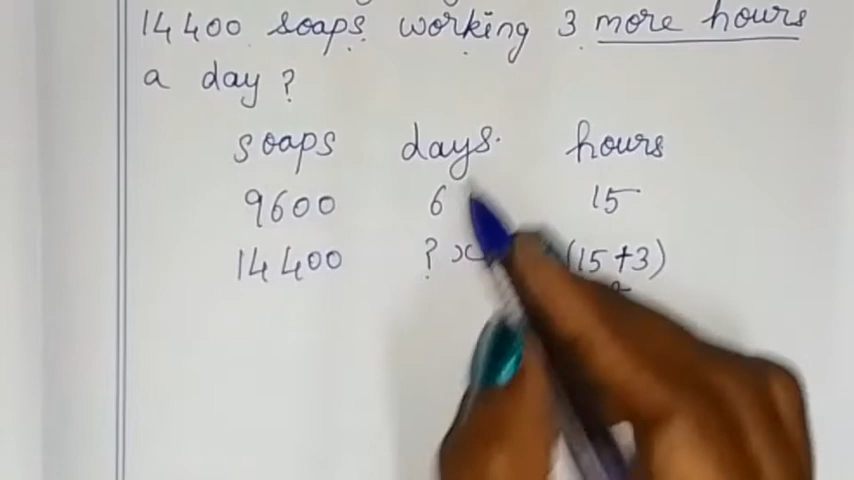 14400 soaps working 3 more hours
a day ?
soaps days. hours
9600 6 15
14400 ? x (15+3)